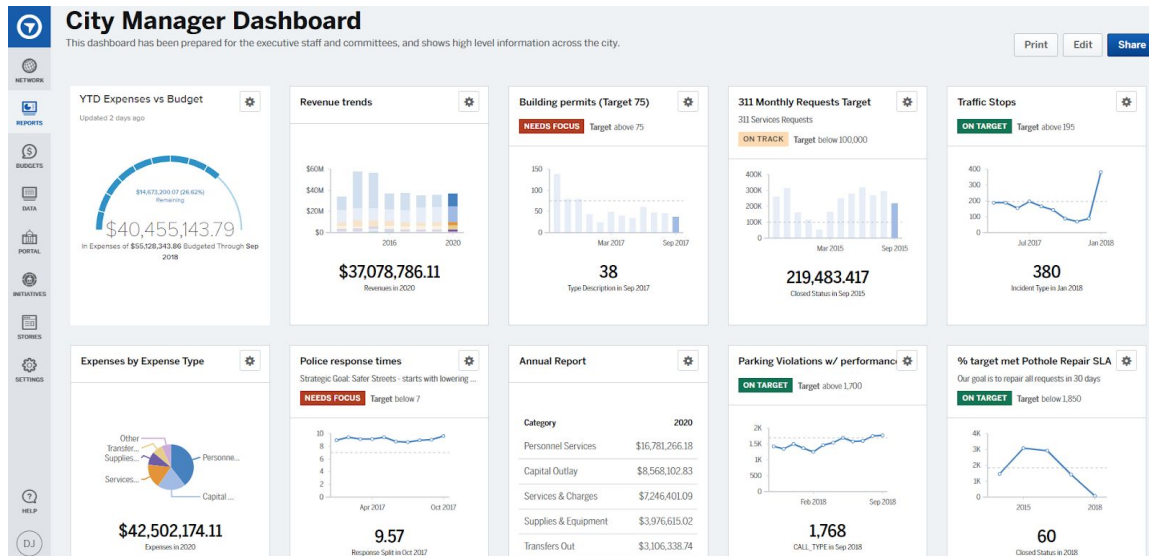 City Manager Dashboard
This dashboard has been prepared for the executive staff and committees, and shows high level information across the city.
Print
Edit
Share
NETWORK
REPORTS
BUDGETS
DATA
PORTAL
INITIATIVES
STORIES
SETTINGS
HELP
DJ
YTD Expenses vs Budget
Updated 2 days ago
$14,673,200.07 (26.62%)
Remaining
$40,455,143.79
In Expenses of $55,128,343.86 Budgeted Through Sep
2018
Revenue trends
$60M
$40M
$20M
$0
2016
2020
$37,078,786.11
Revenues in 2020
Building permits (Target 75)
NEEDS FOCUS
Target above 75
150
100
50
0
Mar 2017
Sep 2017
38
Type Description in Sep 2017
311 Monthly Requests Target
311 Services Requests
ON TRACK
Target below 100,000
400K
300K
200K
100K
0
Mar 2015
Sep 2015
219,483.417
Closed Status in Sep 2015
Traffic Stops
ON TARGET
Target above 195
400
300
200
100
0
Jul 2017
Jan 2018
380
Incident Type in Jan 2018
Expenses by Expense Type
Other
Transfer...
Supplies...
Services...
Personne...
Capital ...
$42,502,174.11
Expenses in 2020
Police response times
Strategic Goal: Safer Streets - starts with lowering ...
NEEDS FOCUS
Target below 7
10
8
6
4
2
0
Apr 2017
Oct 2017
9.57
Response Split in Oct 2017
Annual Report
Category 2020
Personnel Services $16,781,266.18
Capital Outlay $8,568,102.83
Services & Charges $7,246,401.09
Supplies & Equipment $3,976,615.02
Transfers Out $3,106,338.74
Parking Violations w/ performanc
ON TARGET
Target above 1,700
2K
1.5K
1K
500
0
Feb 2018
Sep 2018
1,768
CALL_TYPE in Sep 2018
% target met Pothole Repair SLA
Our goal is to repair all requests in 30 days
ON TARGET
Target below 1,850
4K
3K
2K
1K
0
2015
2018
60
Closed Status in 2018